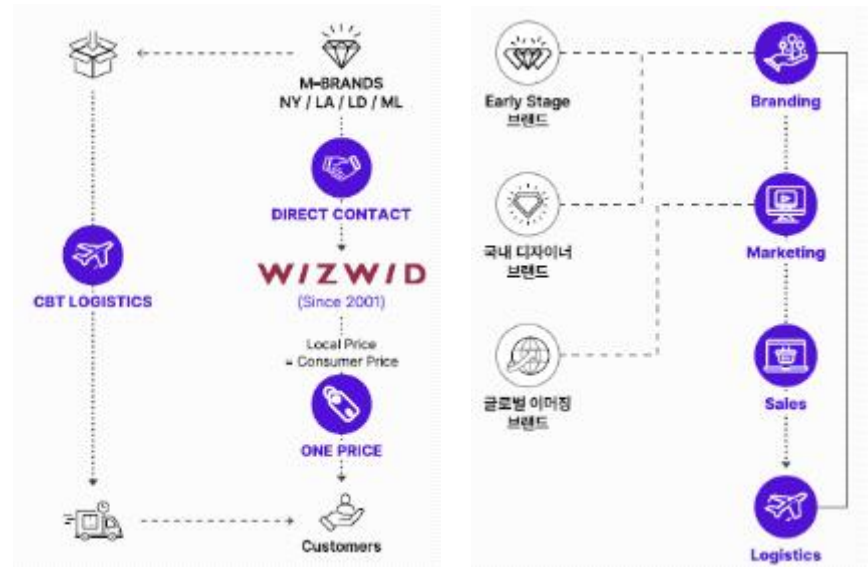 M-BRANDS
NY / LA / LD / ML
DIRECT CONTACT
CBT LOGISTICS
WIZWID
(Since 2001)
Local Price
= Consumer Price
ONE PRICE
Customers
Early Stage
브랜드
Branding
국내 디자이너
브랜드
Marketing
글로벌 이머징
브랜드
Sales
Logistics